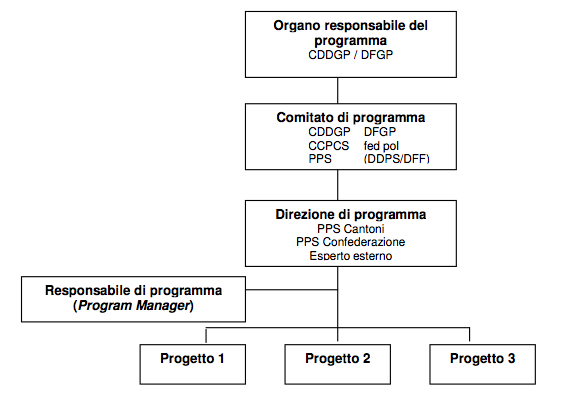 Organo responsabile del
programma
CDDGP / DFGP
Comitato di programma
CDDGP DFGP
CCPCS fed pol
PPS (DDPS/DFF)
Direzione di programma
PPS Cantoni
PPS Confederazione
Esperto esterno
Responsabile di programma
(Program Manager)
Progetto 1 Progetto 2 Progetto 3